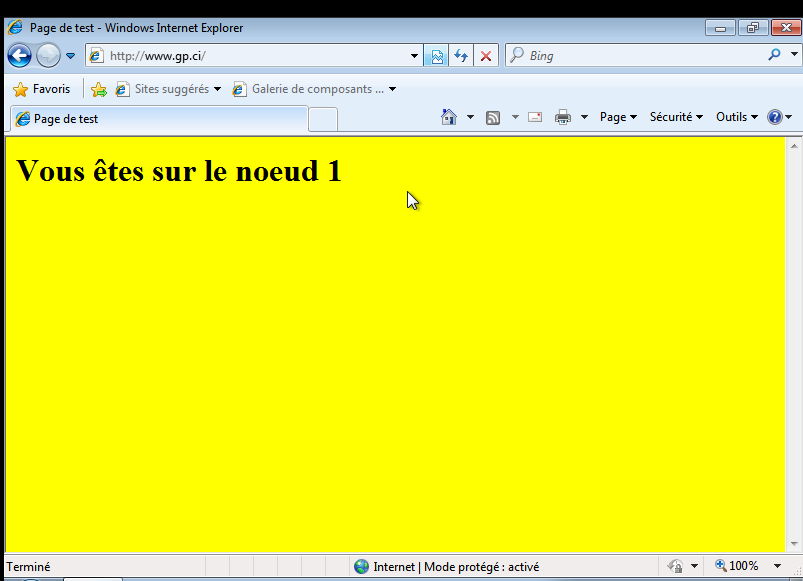 Page de test - Windows Internet Explorer
http://www.gp.ci/
Bing
Favoris Sites suggérés Galerie de composants ...
Page de test Page Sécurité Outils
Vous êtes sur le noeud 1
Terminé Internet | Mode protégé : activé 100%